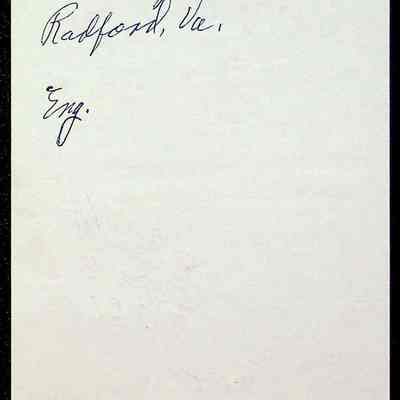 Radford, Va.
Eng.